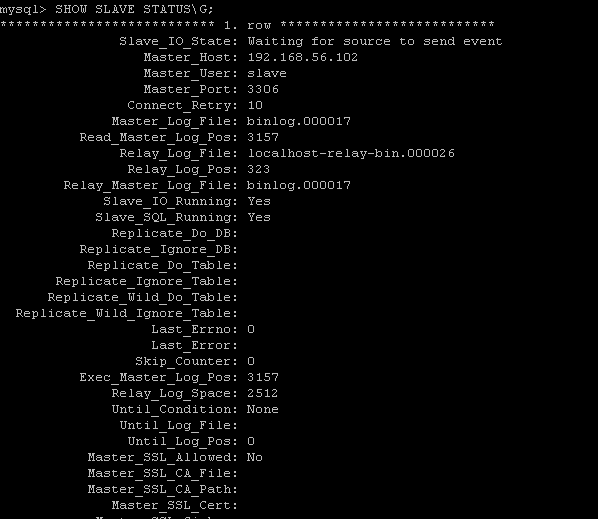 mysql> SHOW SLAVE STATUS\G;
*************************** 1. row ***************************
Slave_IO_State: Waiting for source to send event
Master_Host: 192.168.56.102
Master_User: slave
Master_Port: 3306
Connect_Retry: 10
Master_Log_File: binlog.000017
Read_Master_Log_Pos: 3157
Relay_Log_File: localhost-relay-bin.000026
Relay_Log_Pos: 323
Relay_Master_Log_File: binlog.000017
Slave_IO_Running: Yes
Slave_SQL_Running: Yes
Replicate_Do_DB:
Replicate_Ignore_DB:
Replicate_Do_Table:
Replicate_Ignore_Table:
Replicate_Wild_Do_Table:
Replicate_Wild_Ignore_Table:
Last_Errno: 0
Last_Error:
Skip_Counter: 0
Exec_Master_Log_Pos: 3157
Relay_Log_Space: 2512
Until_Condition: None
Until_Log_File:
Until_Log_Pos: 0
Master_SSL_Allowed: No
Master_SSL_CA_File:
Master_SSL_CA_Path:
Master_SSL_Cert: